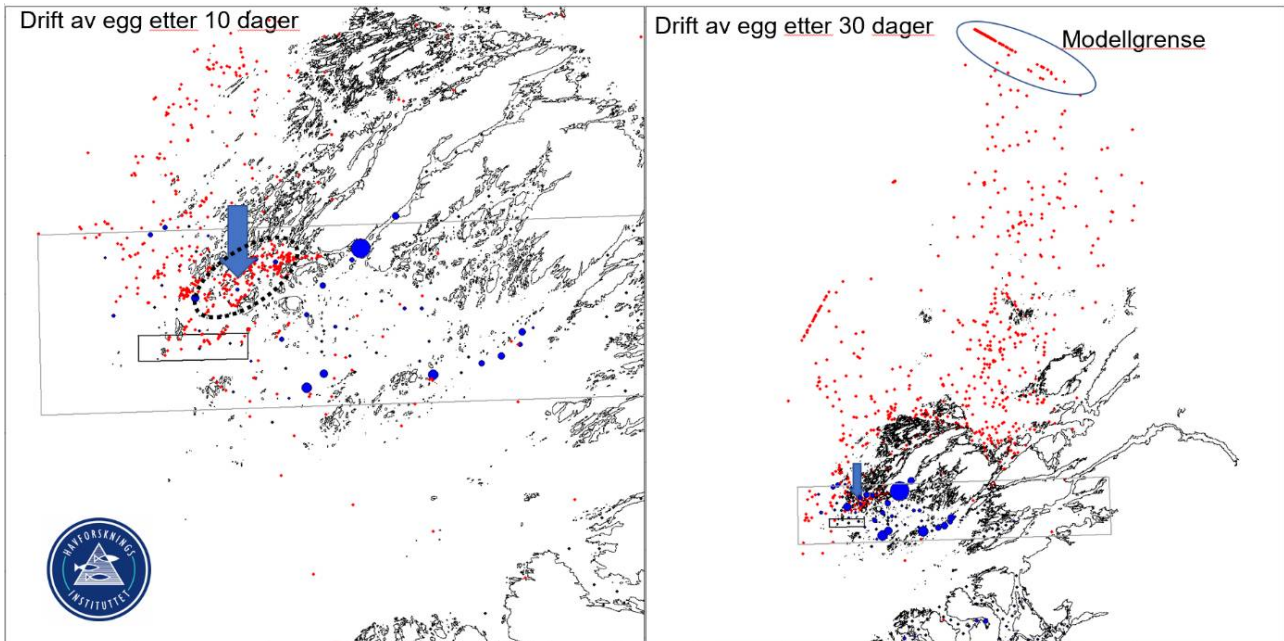 Drift av egg etter 10 dager
HAVFORSKNINGS
INSTITUTTET
Drift av egg etter 30 dager
Modellgrense